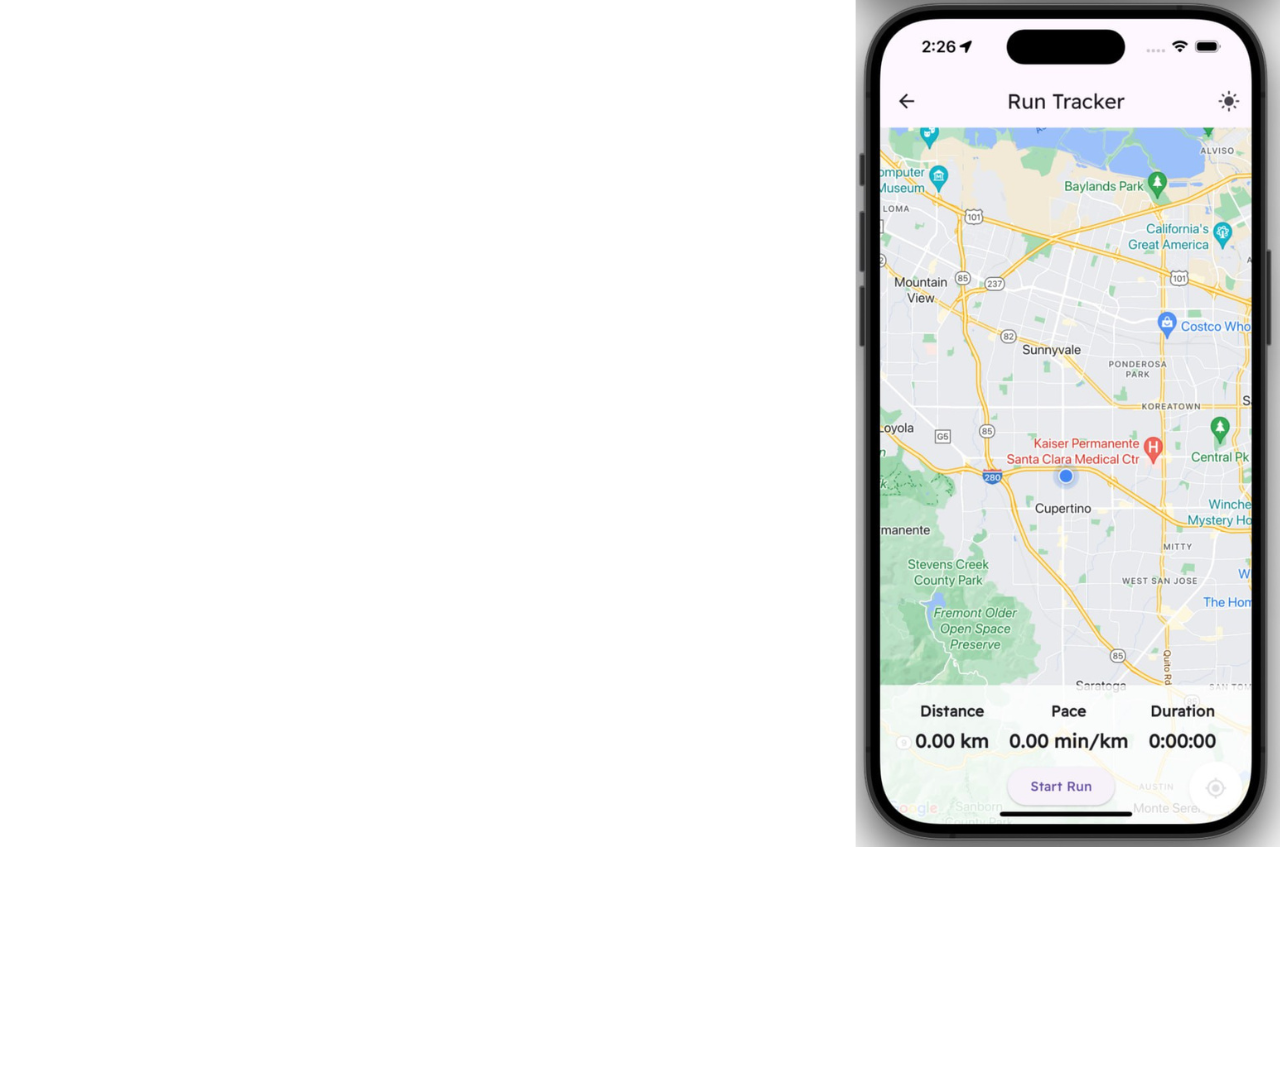 2:26
Run Tracker
ALVISO
omputer
Museum
Baylands Park
LOMA
101
California's
Great America
Mountain
View
85
237
101
82
Costco Who
Sunnyvale
PONDEROSA
PARK
KOREATOWN
Loyola
G5
85
Kaiser Permanente
Santa Clara Medical Ctr
H
Central Pk
280
Winche
Mystery Ho
Cupertino
manente
MITTY
Stevens Creek
County Park
WEST SAN JOSE
The Hom
Fremont Older
Open Space
Preserve
85
Quito Rd
Saratoga
SAN TOM
Distance Pace Duration
0.00 km 0.00 min/km 0:00:00
Start Run
AUSTIN
Sanborn
Monte Sere
County Park